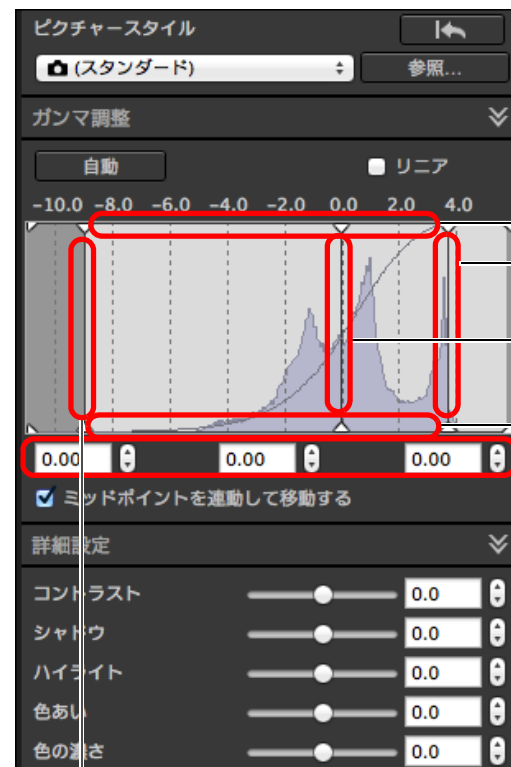 ピクチャースタイル
(スタンダード)
参照...
ガンマ調整
自動
リニア
-10.0 -8.0 -6.0 -4.0 -2.0 0.0 2.0 4.0
0.00 0.00 0.00
ミッドポイントを連動して移動する
詳細設定
コントラスト 0.0
シャドウ 0.0
ハイライト 0.0
色あい 0.0
色の濃さ 0.0